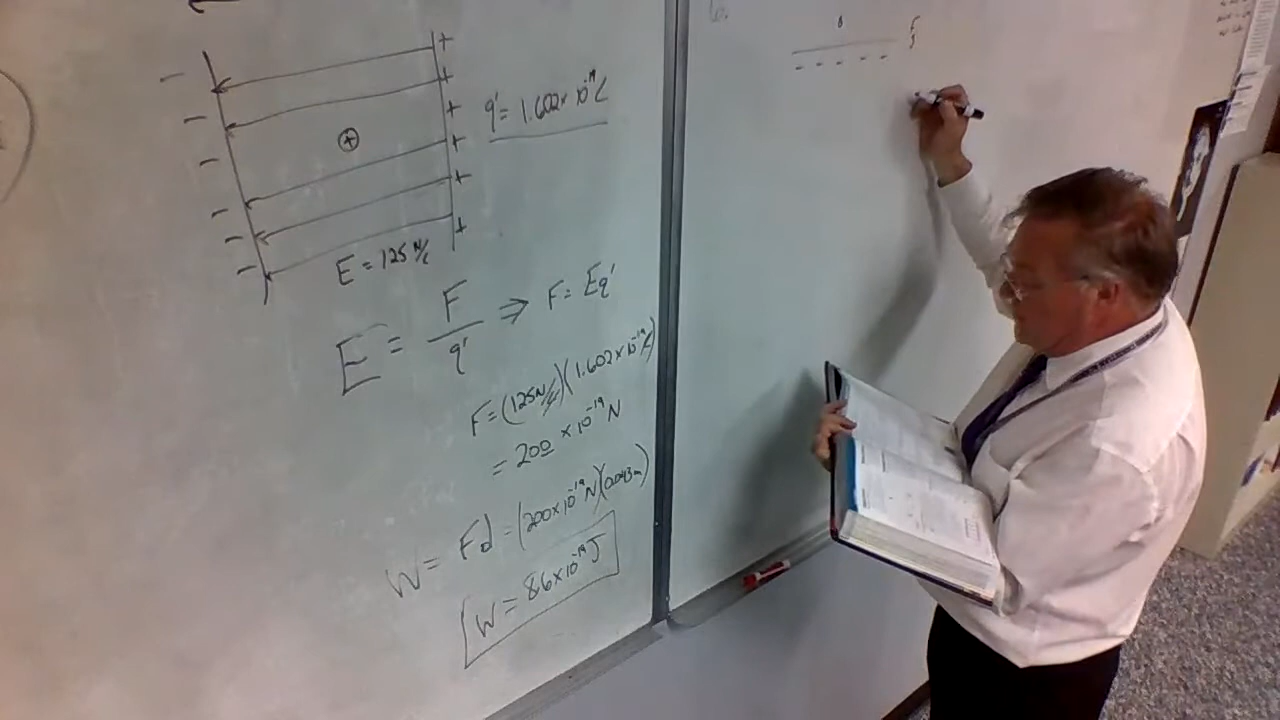 q' = 1.602 × 10⁻¹⁹ C
E = 125 N/C
E = F/q' ⇒ F = Eq'
F = (125 N/C)(1.602 × 10⁻¹⁹ C)
= 200 × 10⁻¹⁹ N
W = Fd = (200 × 10⁻¹⁹ N)(0.043m)
W = 8.6 × 10⁻¹⁹ J